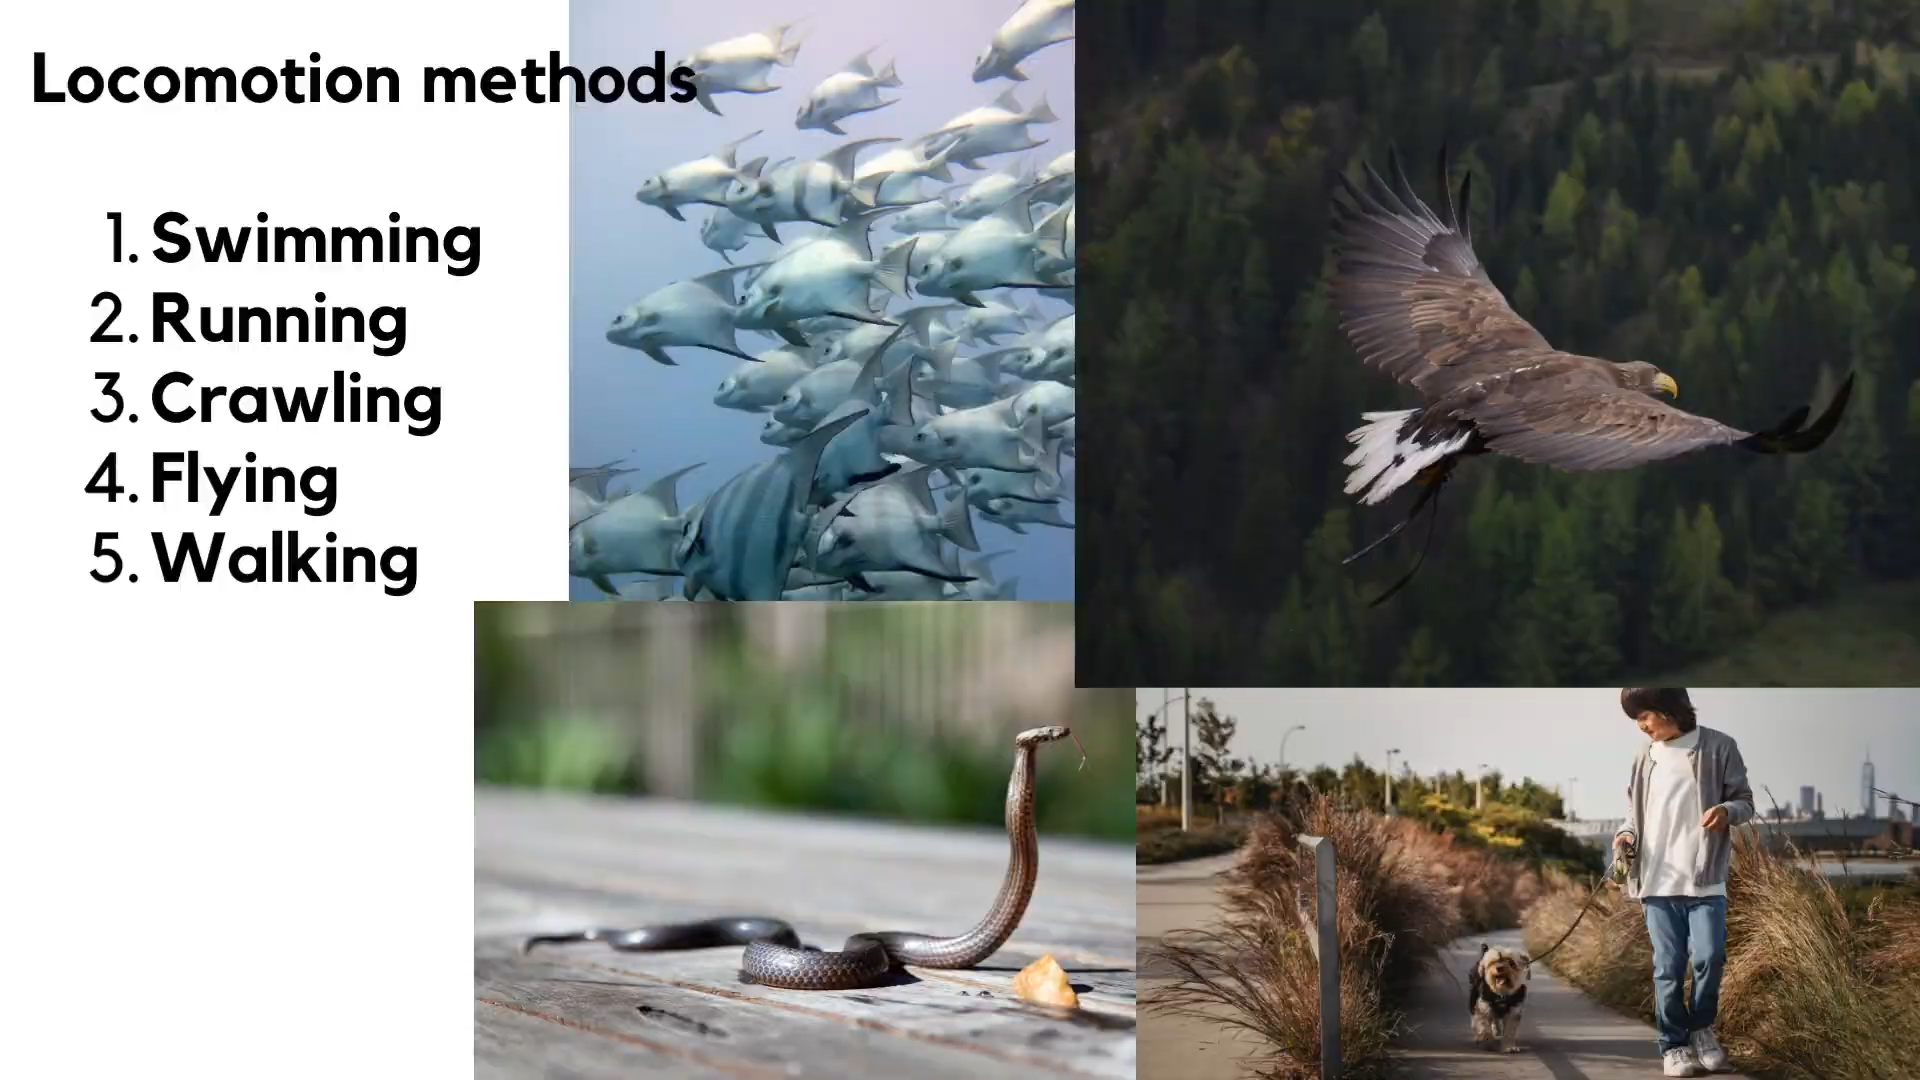 Locomotion methods
1. Swimming
2. Running
3. Crawling
4. Flying
5. Walking